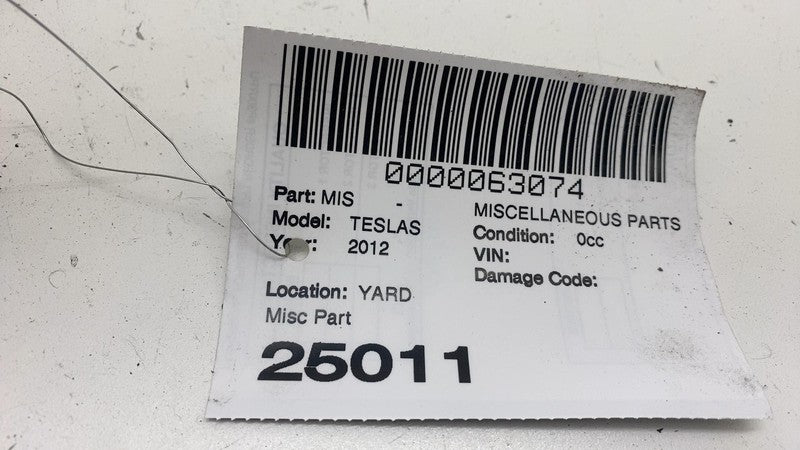 0000063074
Part: MIS -
MISCELLANEOUS PARTS
Model: TESLAS
Condition: 0cc
Year: 2012
VIN:
Damage Code:
Location: YARD
Misc Part
25011